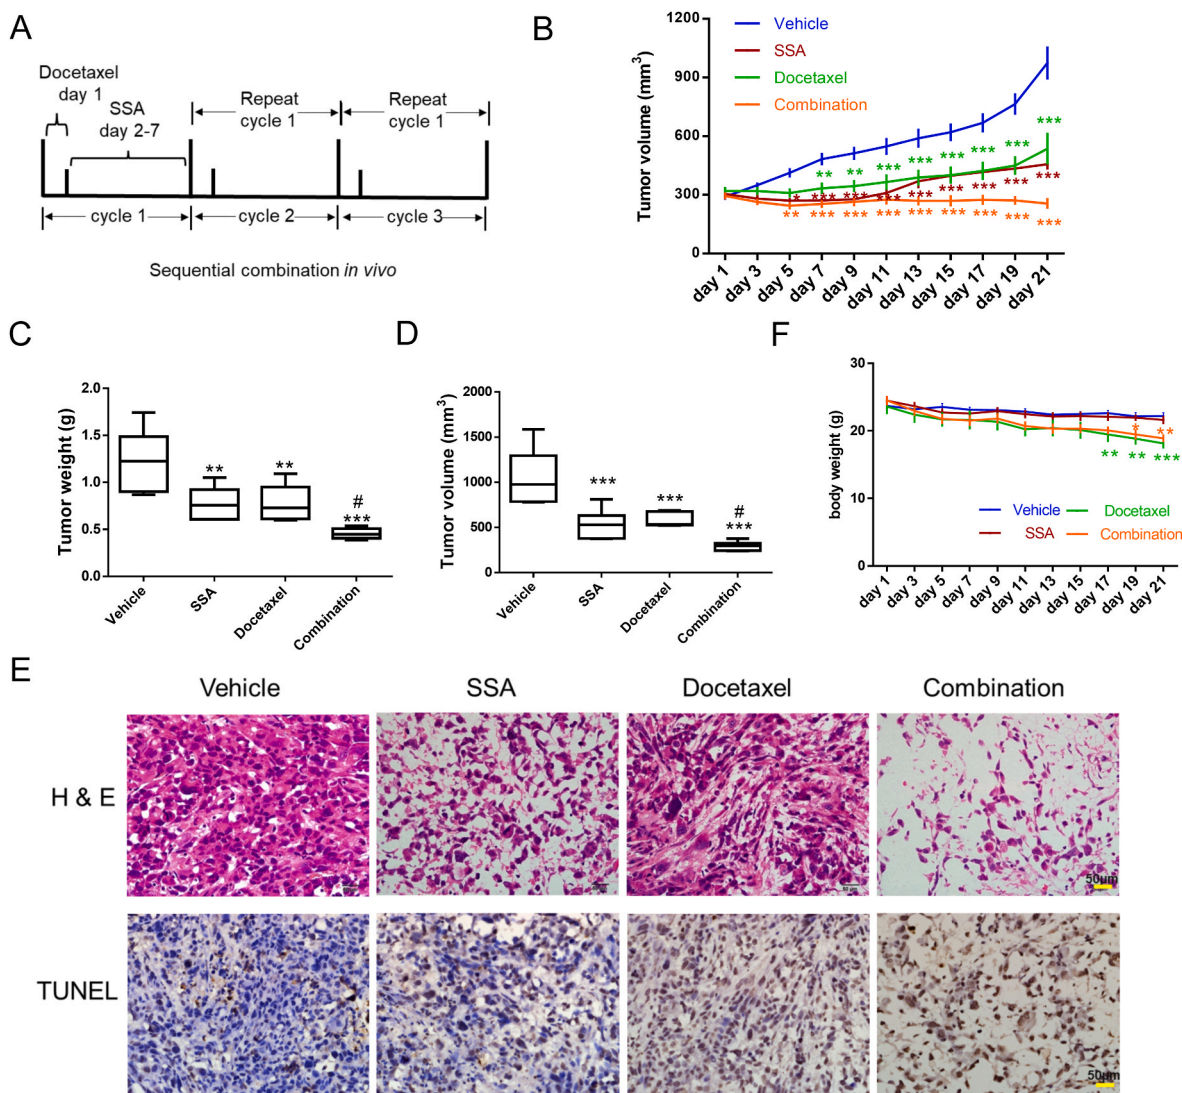 A
Docetaxel
day 1
SSA
day 2-7
Repeat
cycle 1
Repeat
cycle 1
cycle 1
cycle 2
cycle 3
Sequential combination in vivo
B
Tumor volume (mm³)
1200
900
600
300
0
Vehicle
SSA
Docetaxel
Combination
***
** ** *** *** *** *** ***
* *** *** *** *** *** *** *** ***
** *** *** *** *** *** *** *** ***
day 1
day 3
day 5
day 7
day 9
day 11
day 13
day 15
day 17
day 19
day 21
C
Tumor weight (g)
2.0
1.5
1.0
0.5
0.0
**
**
#
***
Vehicle
SSA
Docetaxel
Combination
D
Tumor volume (mm³)
2000
1500
1000
500
0
***
***
#
***
Vehicle
SSA
Docetaxel
Combination
F
body weight (g)
30
20
10
0
* **
** ** ***
Vehicle
Docetaxel
SSA
Combination
day 1
day 3
day 5
day 7
day 9
day 11
day 13
day 15
day 17
day 19
day 21
E
Vehicle
SSA
Docetaxel
Combination
H & E
50μm
TUNEL
50μm